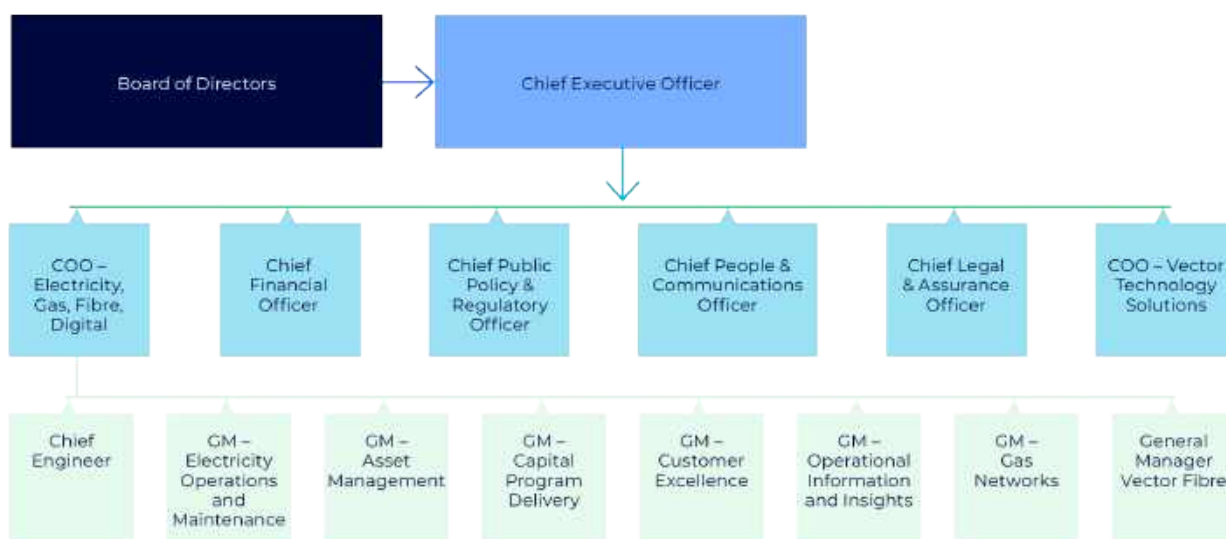 Board of Directors
Chief Executive Officer
COO –
Electricity,
Gas, Fibre,
Digital
Chief
Financial
Officer
Chief Public
Policy &
Regulatory
Officer
Chief People &
Communications
Officer
Chief Legal
& Assurance
Officer
COO – Vector
Technology
Solutions
Chief
Engineer
GM –
Electricity
Operations
and
Maintenance
GM –
Asset
Management
GM –
Capital
Program
Delivery
GM –
Customer
Excellence
GM –
Operational
Information
and Insights
GM –
Gas
Networks
General
Manager
Vector Fibre